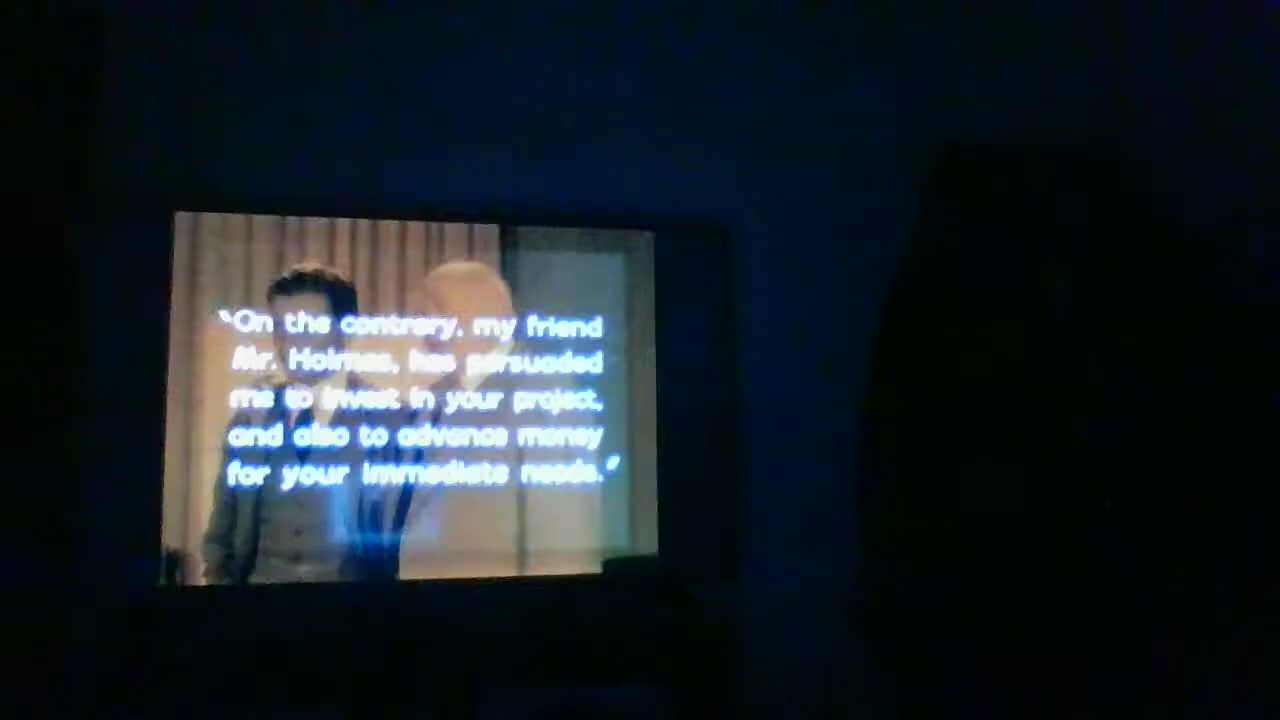 "On the contrary, my friend
Mr. Holmes, has persuaded
me to invest in your project,
and also to advance money
for your immediate needs."